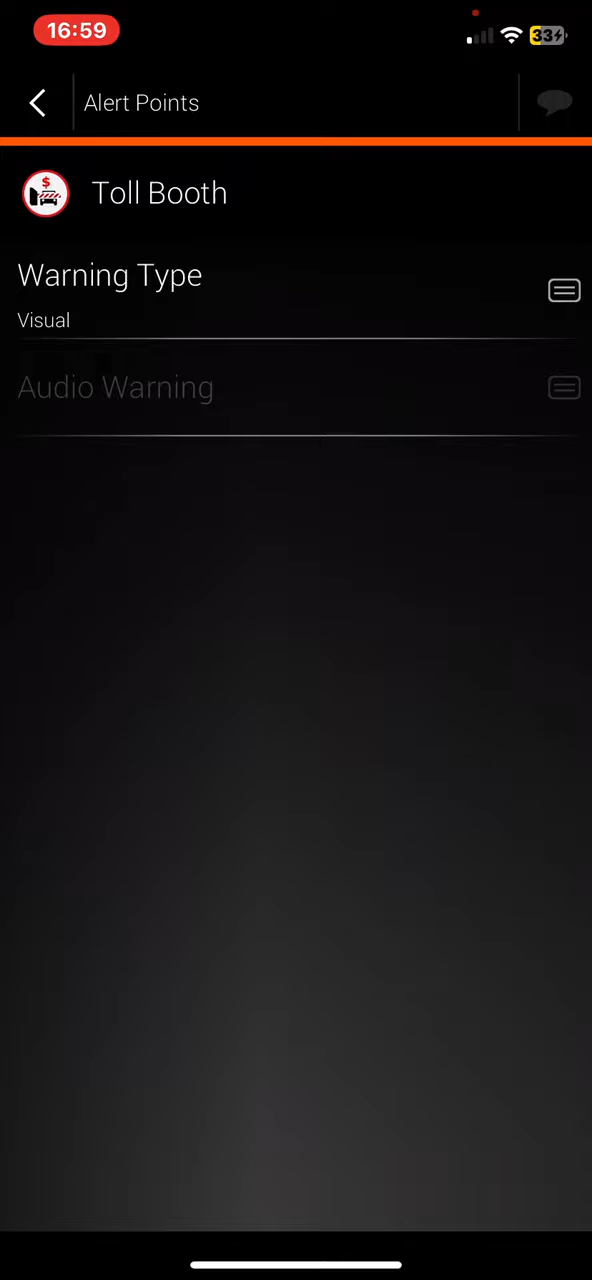 16:59
33
Alert Points
$
Toll Booth
Warning Type
Visual
Audio Warning